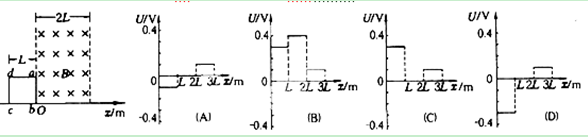 2L
L
d a B
c b O x/m
U/V
0.4
0
L 2L 3L x/m
-0.4
(A)
U/V
0.4
L 2L 3L x/m
-0.4
(B)
U/V
0.4
0
L 2L 3L x/m
-0.4
(C)
U/V
0.4
0
L 2L 3L x/m
-0.4
(D)